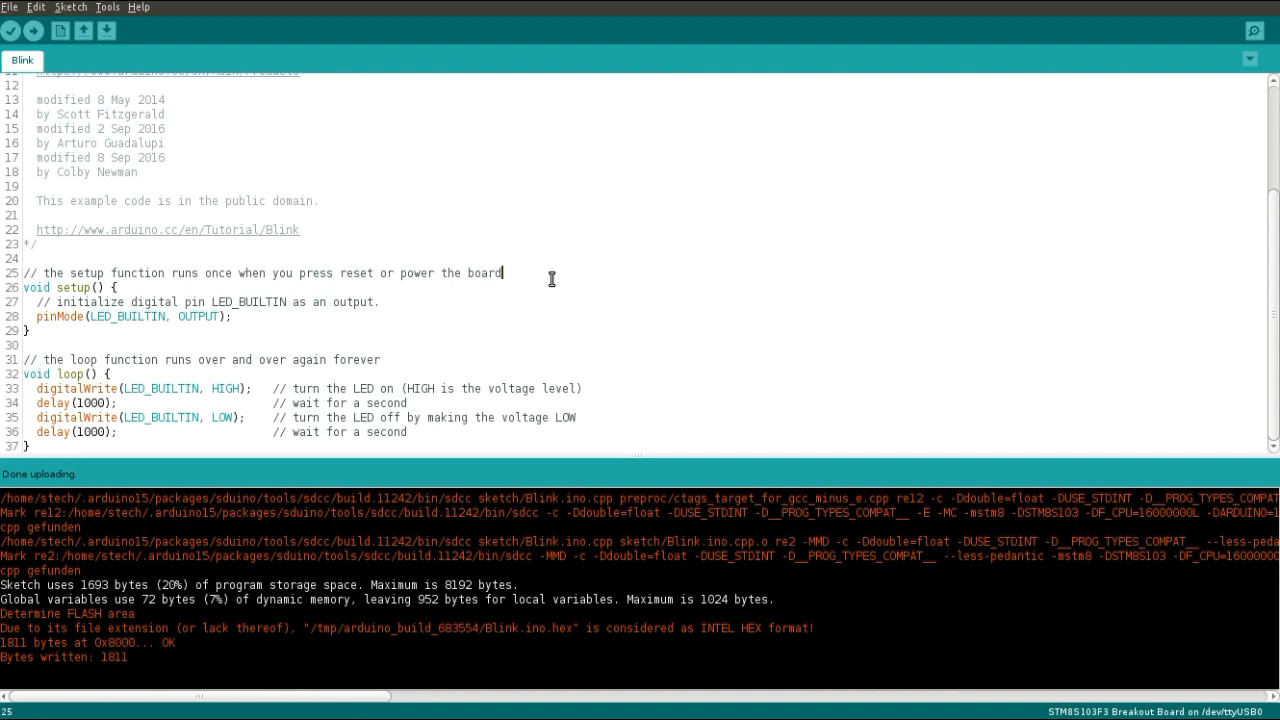 File Edit Sketch Tools Help
Blink
12
13 modified 8 May 2014
14 by Scott Fitzgerald
15 modified 2 Sep 2016
16 by Arturo Guadalupi
17 modified 8 Sep 2016
18 by Colby Newman
19
20 This example code is in the public domain.
21
22 http://www.arduino.cc/en/Tutorial/Blink
23 */
24
25 // the setup function runs once when you press reset or power the board
26 void setup() {
27 // initialize digital pin LED_BUILTIN as an output.
28 pinMode(LED_BUILTIN, OUTPUT);
29 }
30
31 // the loop function runs over and over again forever
32 void loop() {
33 digitalWrite(LED_BUILTIN, HIGH); // turn the LED on (HIGH is the voltage level)
34 delay(1000); // wait for a second
35 digitalWrite(LED_BUILTIN, LOW); // turn the LED off by making the voltage LOW
36 delay(1000); // wait for a second
37 }
Done uploading.
/home/stech/.arduino15/packages/sduino/tools/sdcc/build.11242/bin/sdcc sketch/Blink.ino.cpp preproc/ctags_target_for_gcc_minus_e.cpp re12 -c -Ddouble=float -DUSE_STDINT -D__PROG_TYPES_COMPAT
Mark re12:/home/stech/.arduino15/packages/sduino/tools/sdcc/build.11242/bin/sdcc -c -Ddouble=float -DUSE_STDINT -D__PROG_TYPES_COMPAT__ -E -MC -mstm8 -DSTM8S103 -DF_CPU=16000000L -DARDUINO=1
cpp gefunden
/home/stech/.arduino15/packages/sduino/tools/sdcc/build.11242/bin/sdcc sketch/Blink.ino.cpp sketch/Blink.ino.cpp.o re2 -MMD -c -Ddouble=float -DUSE_STDINT -D__PROG_TYPES_COMPAT__ --less-peda
Mark re2:/home/stech/.arduino15/packages/sduino/tools/sdcc/build.11242/bin/sdcc -MMD -c -Ddouble=float -DUSE_STDINT -D__PROG_TYPES_COMPAT__ --less-pedantic -mstm8 -DSTM8S103 -DF_CPU=16000000
cpp gefunden
Sketch uses 1693 bytes (20%) of program storage space. Maximum is 8192 bytes.
Global variables use 72 bytes (7%) of dynamic memory, leaving 952 bytes for local variables. Maximum is 1024 bytes.
Determine FLASH area
Due to its file extension (or lack thereof), "/tmp/arduino_build_683554/Blink.ino.hex" is considered as INTEL HEX format!
1811 bytes at 0x8000... OK
Bytes written: 1811
25 STM8S103F3 Breakout Board on /dev/ttyUSB0